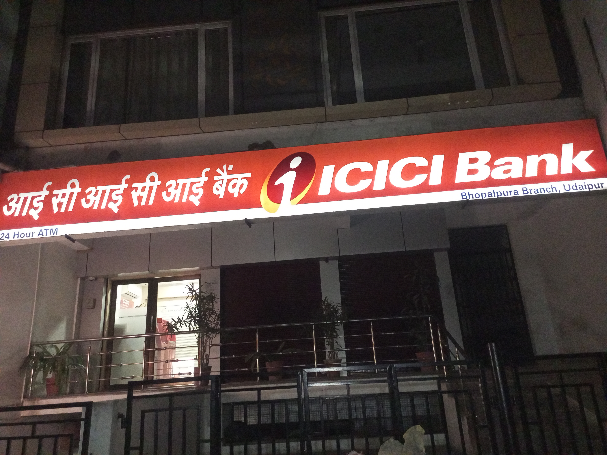 आई सी आई सी आई बैंक ICICI Bank
24 Hour ATM
Bhopalpura Branch, Udaipur